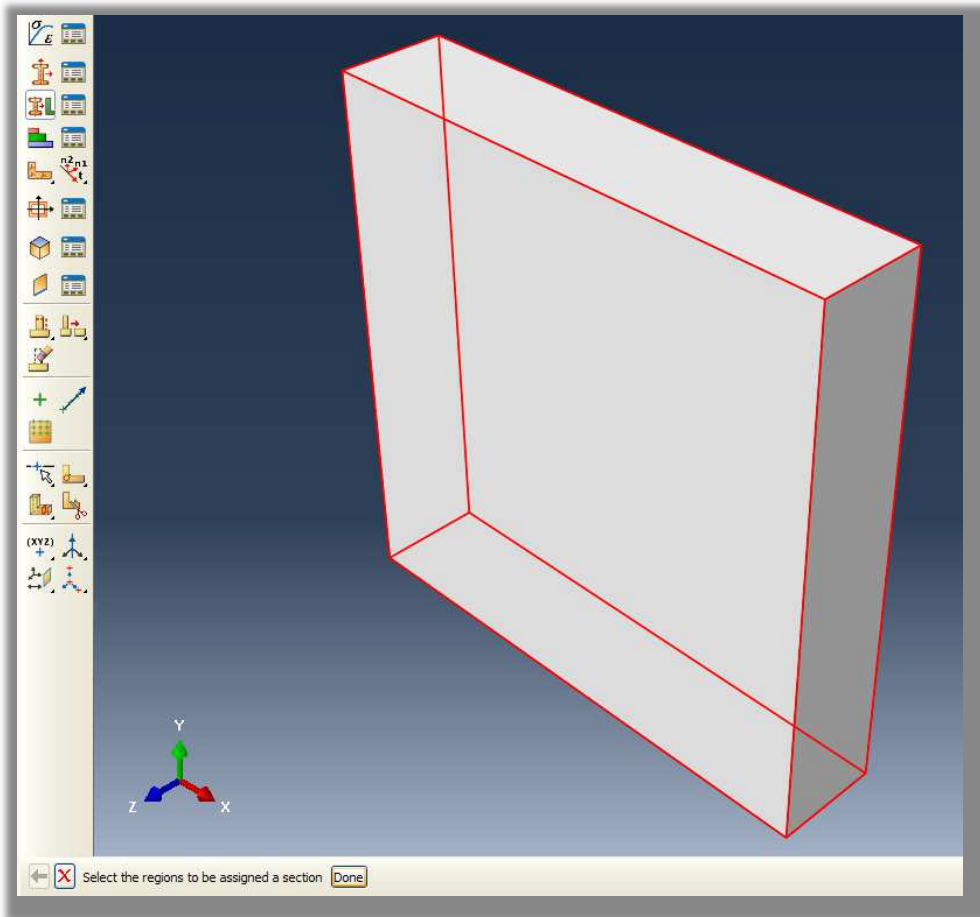 σ
ε
n2 n1
t
(XYZ)
Y
Z X
X Select the regions to be assigned a section Done